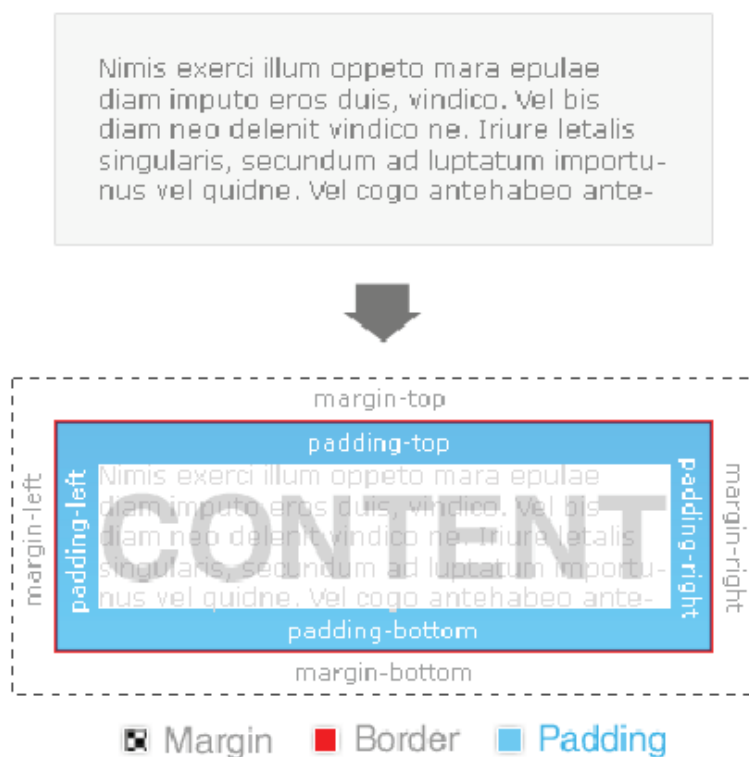 Nimis exerci illum oppeto mara epulae
diam imputo eros duis, vindico. Vel bis
diam neo delenit vindico ne. Iriure letalis
singularis, secundum ad luptatum importu-
nus vel quidne. Vel cogo antehabeo ante-
margin-top
padding-top
margin-left
padding-left
Nimis exerci illum oppeto mara epulae
diam imputo eros duis, vindico. Vel bis
diam neo delenit vindico ne. Iriure letalis
singularis, secundum ad luptatum importu-
nus vel quidne. Vel cogo antehabeo ante-
CONTENT
padding-right
margin-right
padding-bottom
margin-bottom
Margin Border Padding